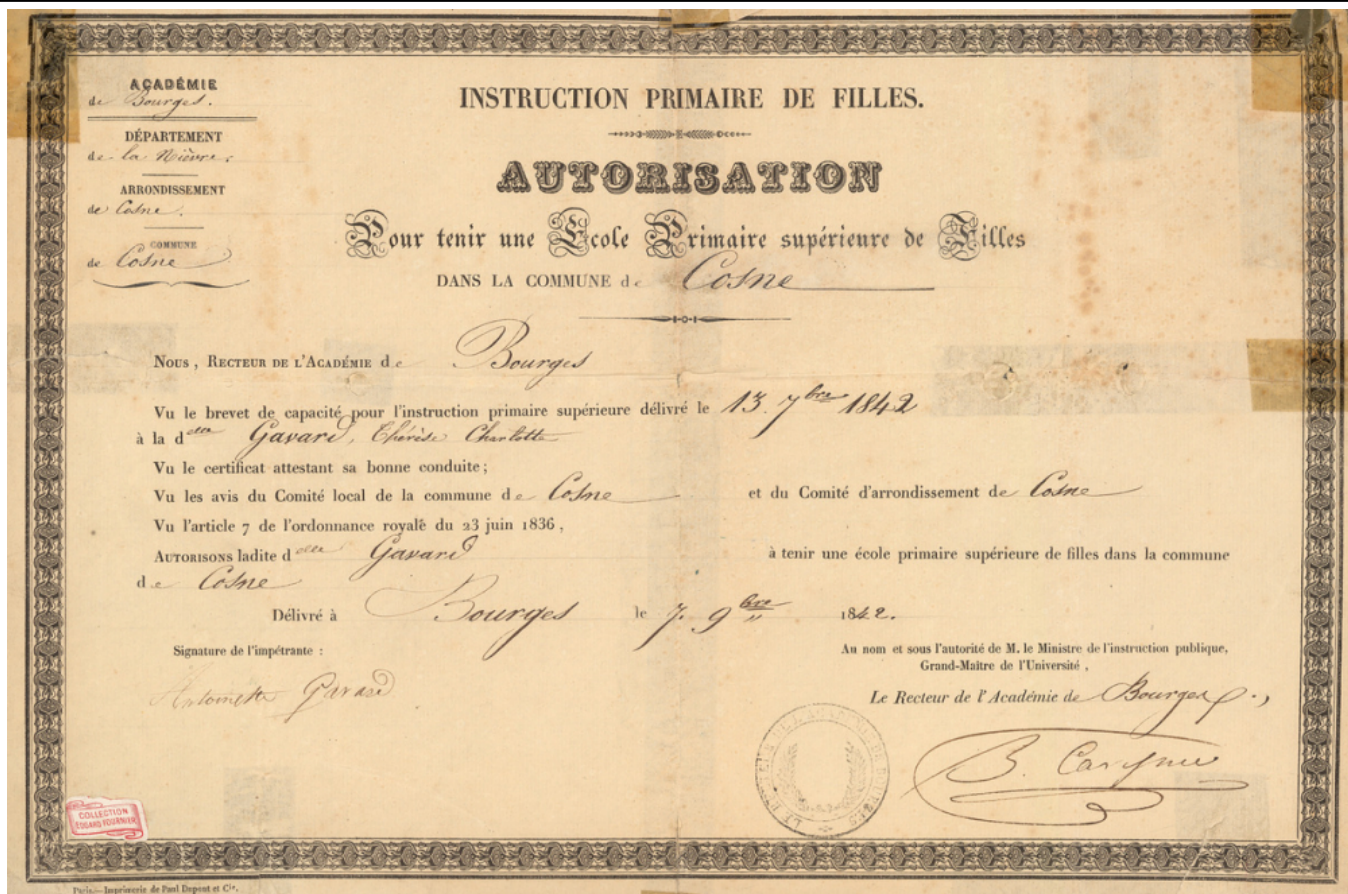 ACADÉMIE
de Bourges.
DÉPARTEMENT
de la Nièvre.
ARRONDISSEMENT
de Cosne.
COMMUNE
de Cosne
INSTRUCTION PRIMAIRE DE FILLES.
AUTORISATION
Pour tenir une École Primaire supérieure de Filles
DANS LA COMMUNE de Cosne
Nous, RECTEUR DE L'ACADÉMIE de Bourges
Vu le brevet de capacité pour l'instruction primaire supérieure délivré le 13. 7bre 1842
à la delle Gavard, Thérèse Charlotte
Vu le certificat attestant sa bonne conduite ;
Vu les avis du Comité local de la commune de Cosne et du Comité d'arrondissement de Cosne
Vu l'article 7 de l'ordonnance royale du 23 juin 1836,
AUTORISONS ladite delle Gavard à tenir une école primaire supérieure de filles dans la commune
de Cosne
Délivré à Bourges le 7. 9bre 1842.
Signature de l'impétrante :
Antoinette Gavard
Au nom et sous l'autorité de M. le Ministre de l'instruction publique,
Grand-Maître de l'Université,
Le Recteur de l'Académie de Bourges
B.
LE RECTEUR DE L'ACADÉMIE DE BOURGES
COLLECTION
EDGARD FOURNIER
Paris.—Imprimerie de Paul Dupont et Cie.